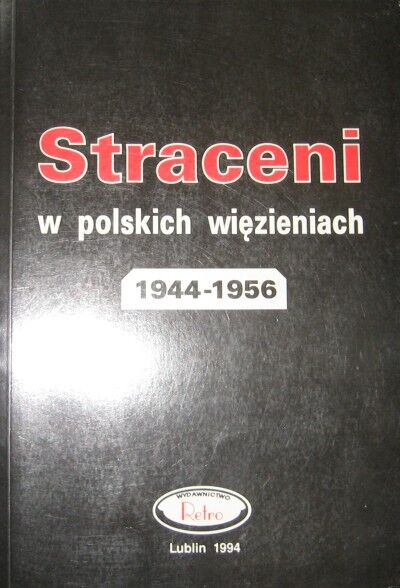 Straceni
w polskich więzieniach
1944-1956
WYDAWNICTWO
Retro
Lublin 1994